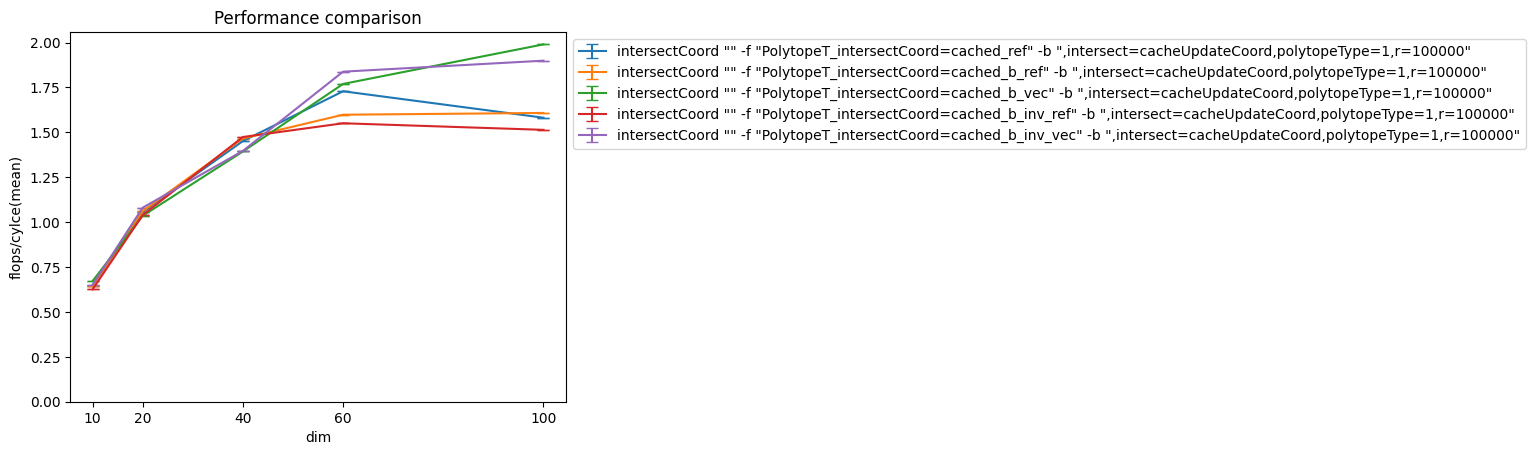 Performance comparison
2.00
1.75
1.50
1.25
1.00
0.75
0.50
0.25
0.00
flops/cylce(mean)
10 20 40 60 100
dim
intersectCoord "" -f "PolytopeT_intersectCoord=cached_ref" -b ",intersect=cacheUpdateCoord,polytopeType=1,r=100000"
intersectCoord "" -f "PolytopeT_intersectCoord=cached_b_ref" -b ",intersect=cacheUpdateCoord,polytopeType=1,r=100000"
intersectCoord "" -f "PolytopeT_intersectCoord=cached_b_vec" -b ",intersect=cacheUpdateCoord,polytopeType=1,r=100000"
intersectCoord "" -f "PolytopeT_intersectCoord=cached_b_inv_ref" -b ",intersect=cacheUpdateCoord,polytopeType=1,r=100000"
intersectCoord "" -f "PolytopeT_intersectCoord=cached_b_inv_vec" -b ",intersect=cacheUpdateCoord,polytopeType=1,r=100000"